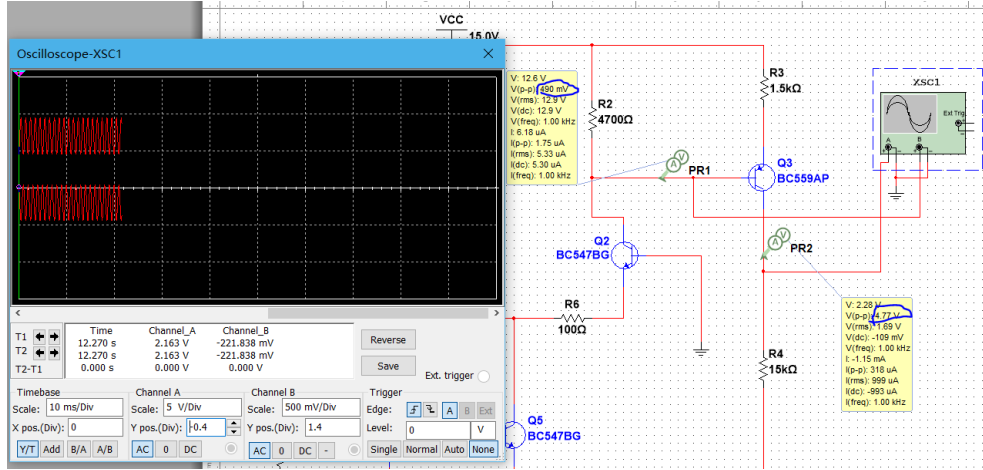 VCC
15.0V
Oscilloscope-XSC1
Time
Channel_A
Channel_B
T1
12.270 s
2.163 V
-221.838 mV
T2
12.270 s
2.163 V
-221.838 mV
T2-T1
0.000 s
0.000 V
0.000 V
Reverse
Save
Ext. trigger
Timebase
Scale: 10 ms/Div
X pos.(Div): 0
Y/T Add B/A A/B
Channel A
Scale: 5 V/Div
Y pos.(Div): -0.4
AC 0 DC
Channel B
Scale: 500 mV/Div
Y pos.(Div): 1.4
AC 0 DC -
Trigger
Edge: A B Ext
Level: 0 V
Single Normal Auto None
V: 12.6 V
V(p-p): 490 mV
V(rms): 12.9 V
V(dc): 12.9 V
V(freq): 1.00 kHz
I: 6.18 uA
I(p-p): 1.75 uA
I(rms): 5.33 uA
I(dc): 5.30 uA
I(freq): 1.00 kHz
R2
4700Ω
R3
1.5kΩ
XSC1
Ext Trig
A
B
A V
PR1
Q3
BC559AP
Q2
BC547BG
A V
PR2
R6
100Ω
V: 2.28 V
V(p-p): 4.77 V
V(rms): 1.69 V
V(dc): -109 mV
V(freq): 1.00 kHz
I: -1.15 mA
I(p-p): 318 uA
I(rms): 999 uA
I(dc): -993 uA
I(freq): 1.00 kHz
R4
15kΩ
Q5
BC547BG